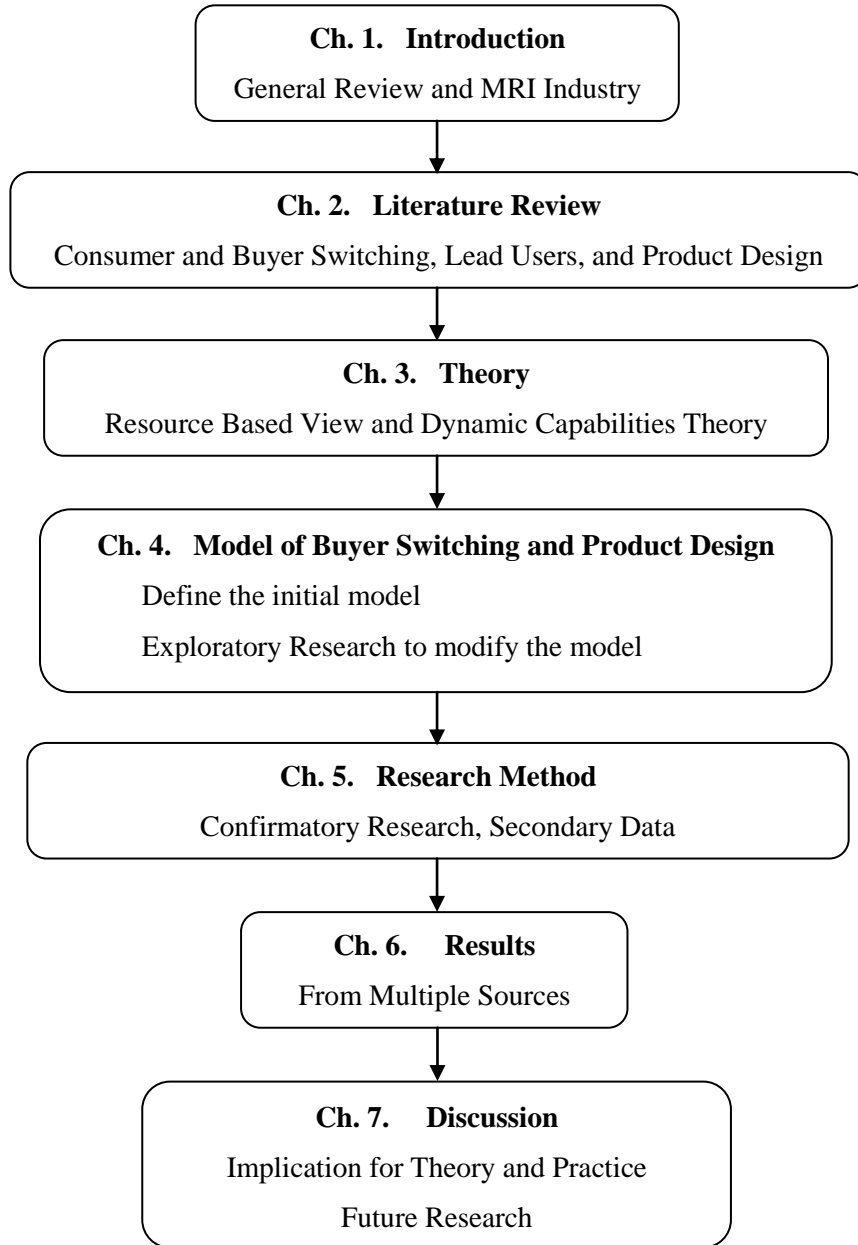 Ch. 1. Introduction
General Review and MRI Industry
Ch. 2. Literature Review
Consumer and Buyer Switching, Lead Users, and Product Design
Ch. 3. Theory
Resource Based View and Dynamic Capabilities Theory
Ch. 4. Model of Buyer Switching and Product Design
Define the initial model
Exploratory Research to modify the model
Ch. 5. Research Method
Confirmatory Research, Secondary Data
Ch. 6. Results
From Multiple Sources
Ch. 7. Discussion
Implication for Theory and Practice
Future Research